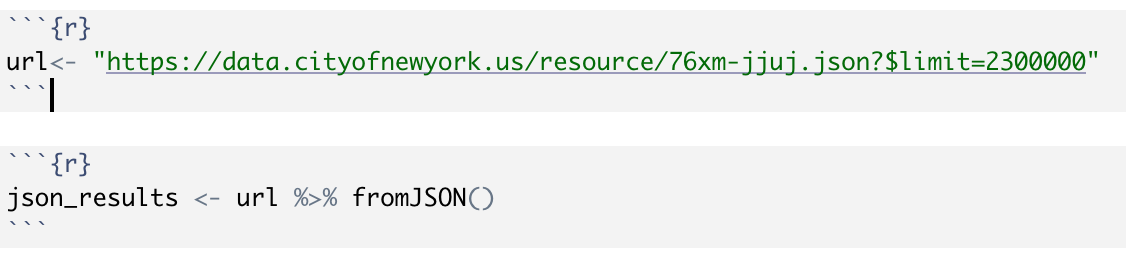 ```{r}
url<- "https://data.cityofnewyork.us/resource/76xm-jjuj.json?$limit=2300000"
```
```{r}
json_results <- url %>% fromJSON()
```